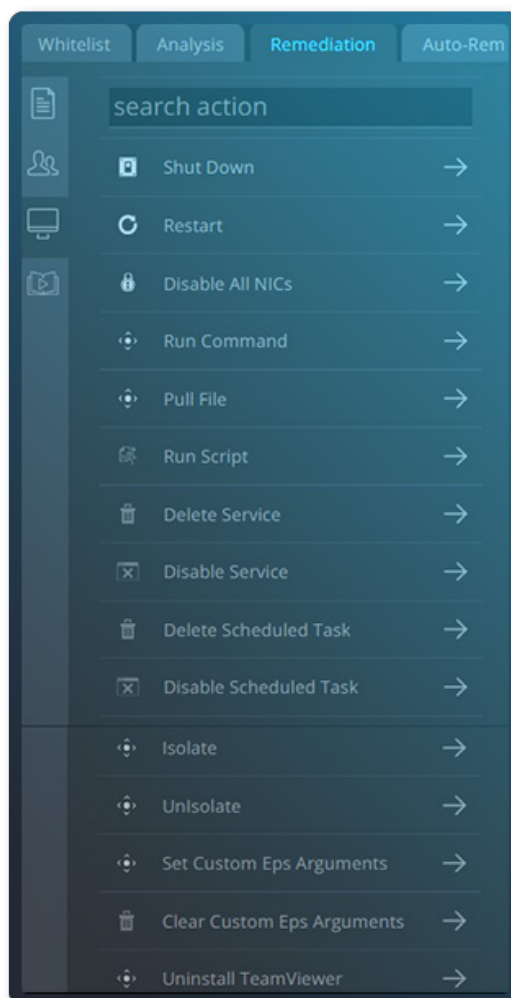 Whitelist Analysis Remediation Auto-Rem
search action
Shut Down
Restart
Disable All NICs
Run Command
Pull File
Run Script
Delete Service
Disable Service
Delete Scheduled Task
Disable Scheduled Task
Isolate
UnIsolate
Set Custom Eps Arguments
Clear Custom Eps Arguments
Uninstall TeamViewer